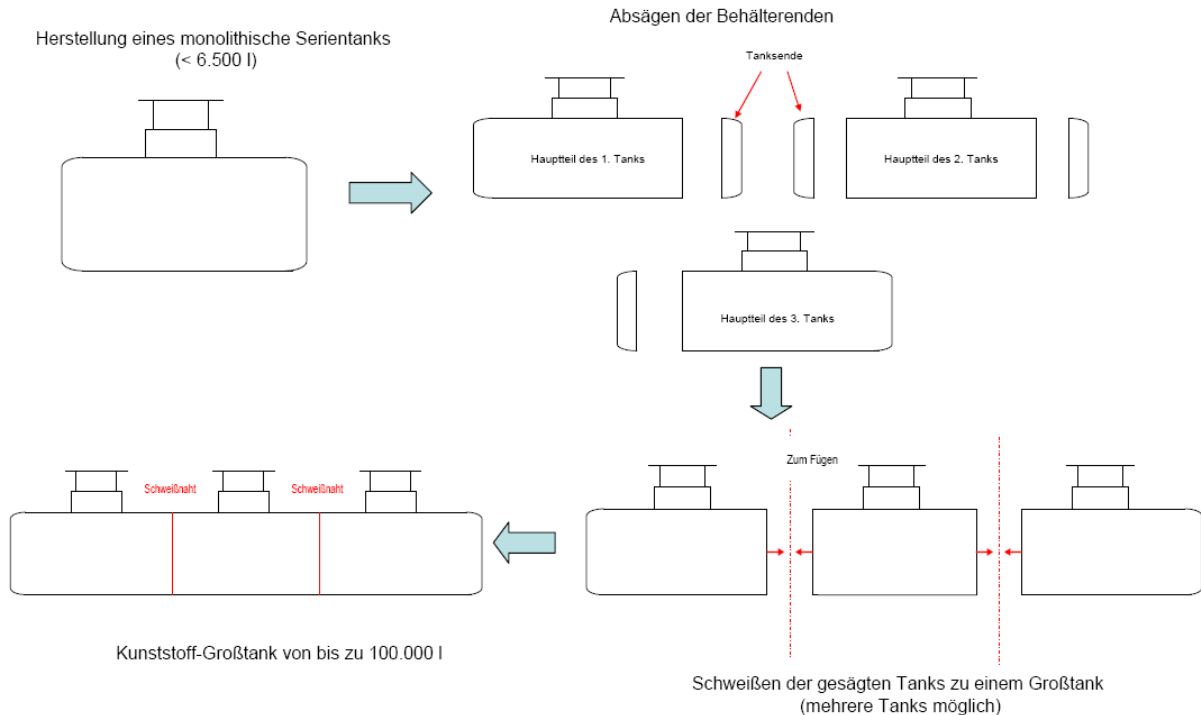 Herstellung eines monolithische Serientanks
(< 6.500 l)
Absägen der Behälterenden
Tanksende
Hauptteil des 1. Tanks
Hauptteil des 2. Tanks
Hauptteil des 3. Tanks
Zum Fügen
Schweißen der gesägten Tanks zu einem Großtank
(mehrere Tanks möglich)
Schweißnaht
Schweißnaht
Kunststoff-Großtank von bis zu 100.000 l